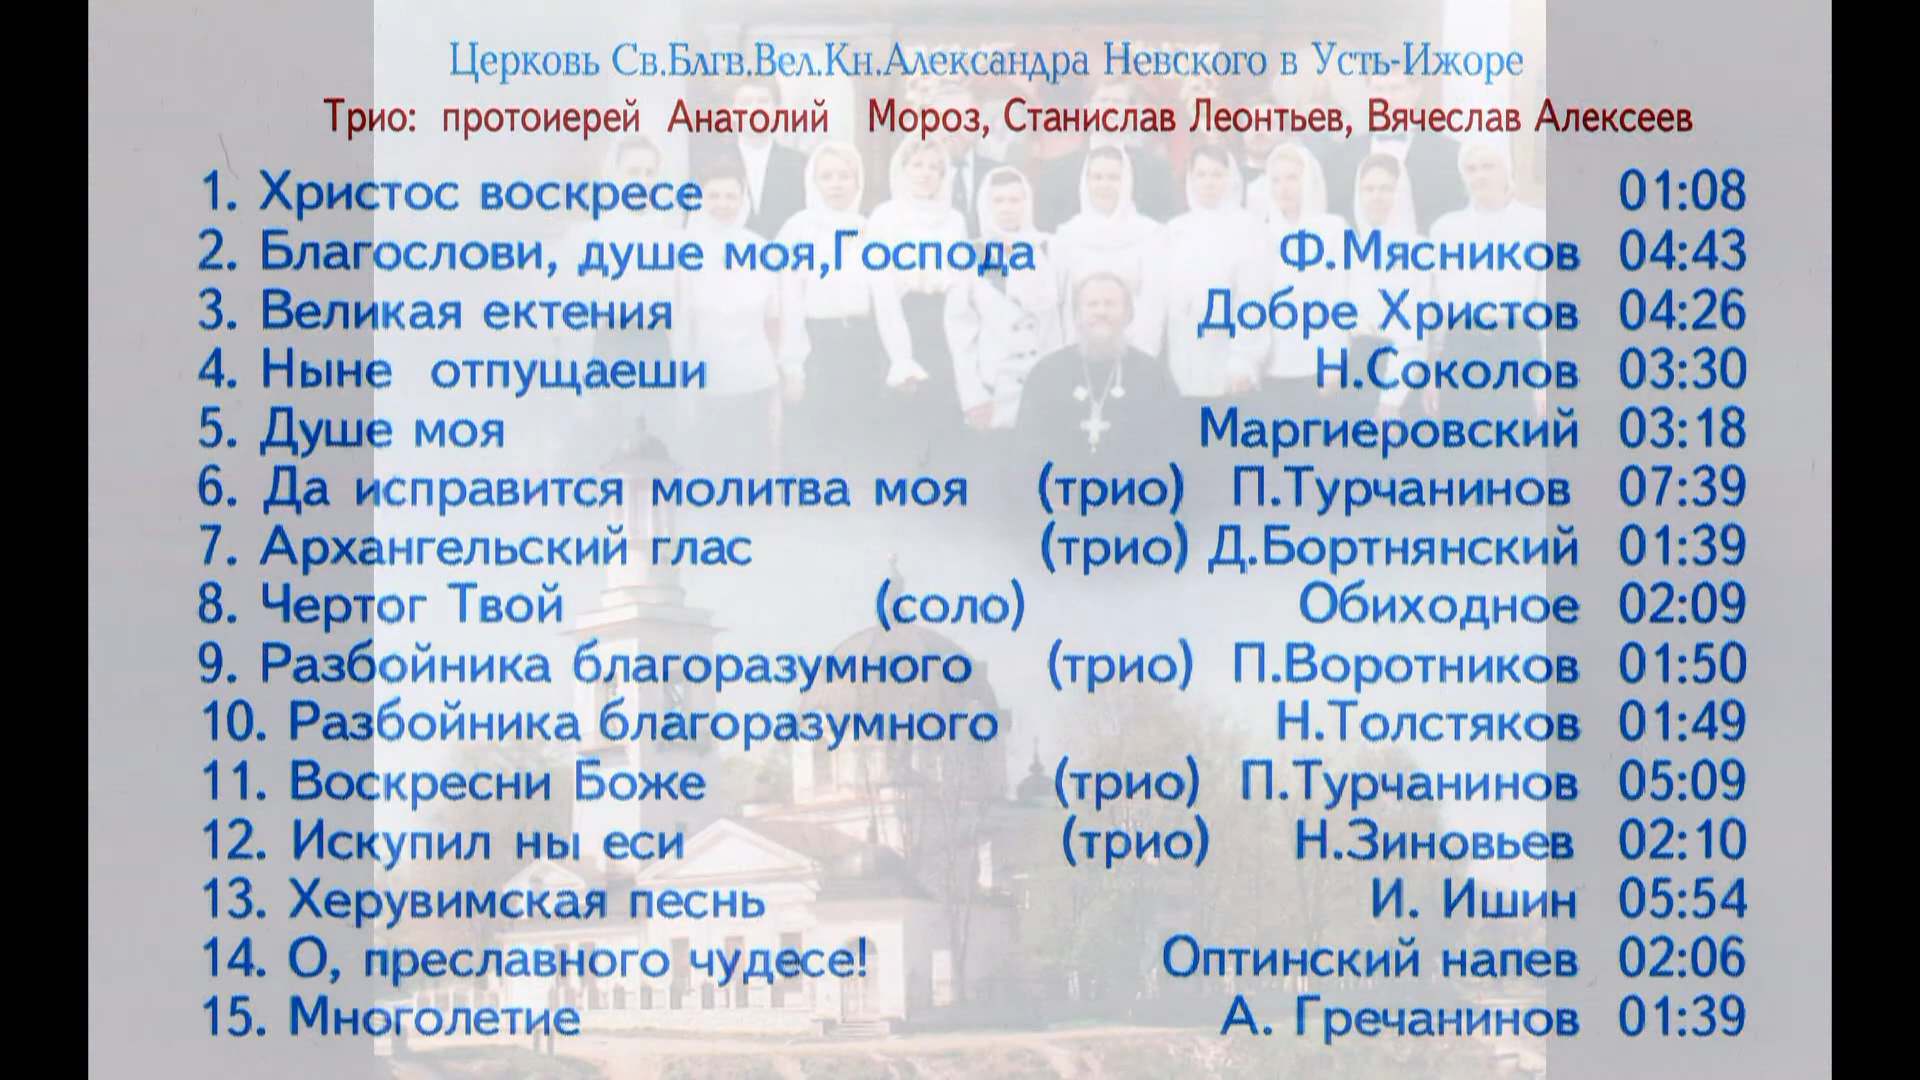 Церковь Св.Блгв.Вел.Кн.Александра Невского в Усть-Ижоре
Трио: протоиерей Анатолий Мороз, Станислав Леонтьев, Вячеслав Алексеев
1. Христос воскресе 01:08
2. Благослови, душе моя,Господа Ф.Мясников 04:43
3. Великая ектения Добре Христов 04:26
4. Ныне отпущаеши Н.Соколов 03:30
5. Душе моя Маргиеровский 03:18
6. Да исправится молитва моя (трио) П.Турчанинов 07:39
7. Архангельский глас (трио) Д.Бортнянский 01:39
8. Чертог Твой (соло) Обиходное 02:09
9. Разбойника благоразумного (трио) П.Воротников 01:50
10. Разбойника благоразумного Н.Толстяков 01:49
11. Воскресни Боже (трио) П.Турчанинов 05:09
12. Искупил ны еси (трио) Н.Зиновьев 02:10
13. Херувимская песнь И. Ишин 05:54
14. О, преславного чудесе! Оптинский напев 02:06
15. Многолетие А. Гречанинов 01:39